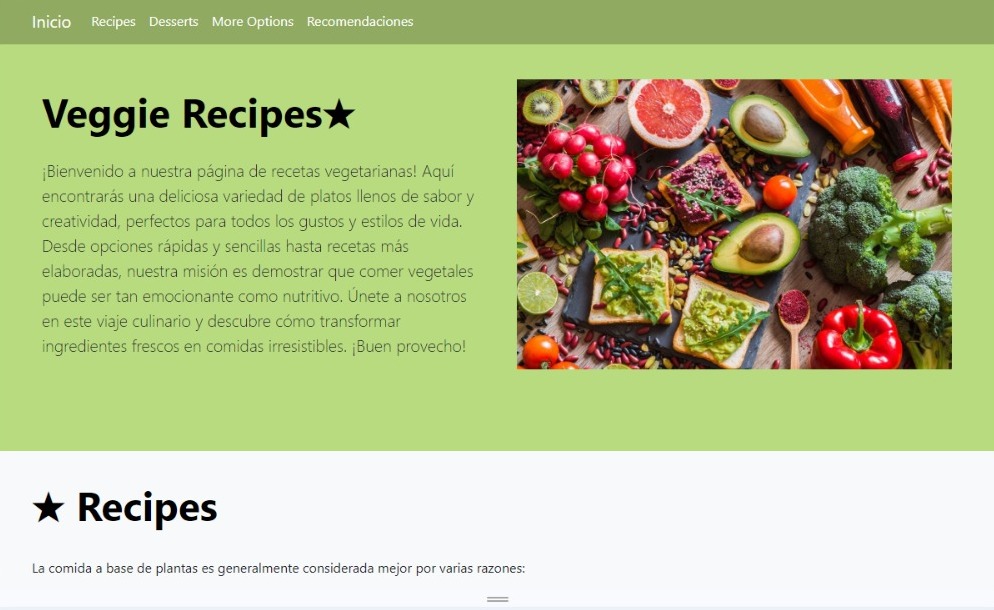 Inicio Recipes Desserts More Options Recomendaciones
Veggie Recipes★
¡Bienvenido a nuestra página de recetas vegetarianas! Aquí
encontrarás una deliciosa variedad de platos llenos de sabor y
creatividad, perfectos para todos los gustos y estilos de vida.
Desde opciones rápidas y sencillas hasta recetas más
elaboradas, nuestra misión es demostrar que comer vegetales
puede ser tan emocionante como nutritivo. Únete a nosotros
en este viaje culinario y descubre cómo transformar
ingredientes frescos en comidas irresistibles. ¡Buen provecho!
★ Recipes
La comida a base de plantas es generalmente considerada mejor por varias razones: